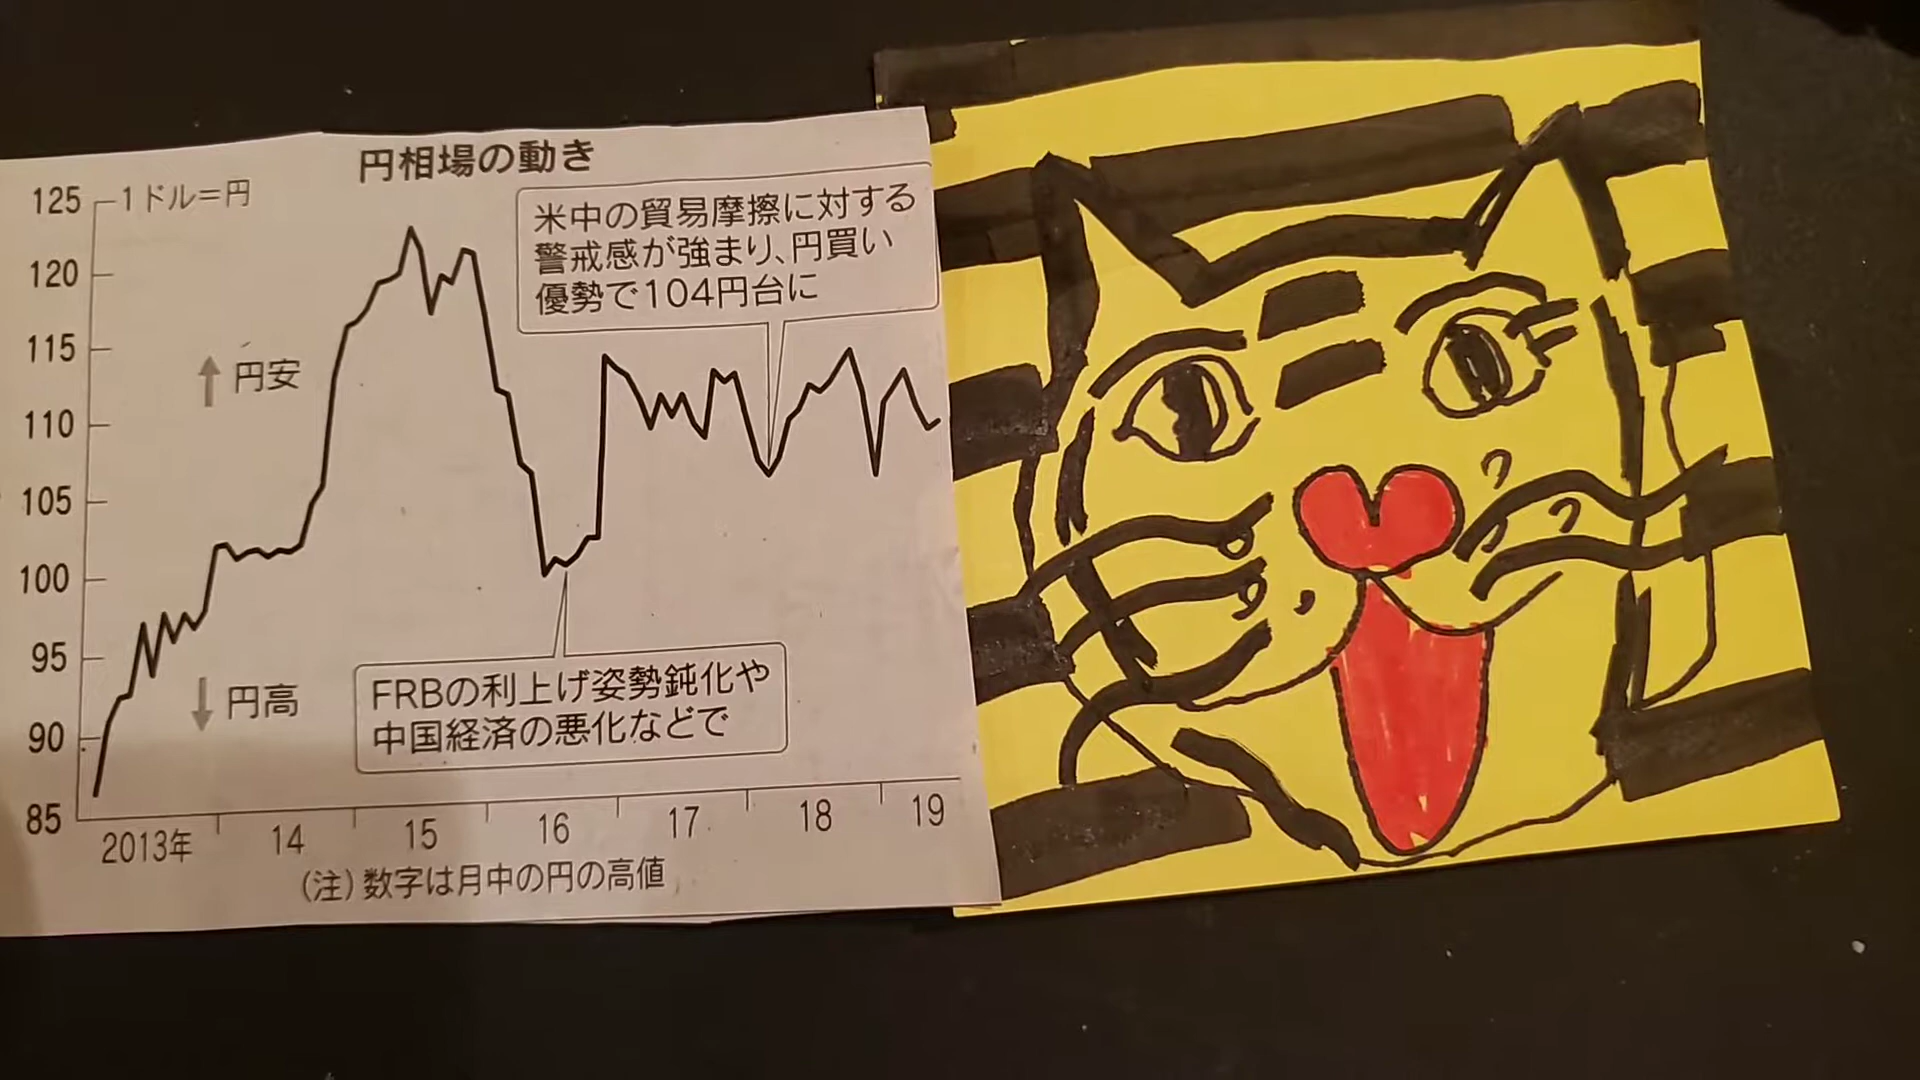 円相場の動き
125
1ドル＝円
米中の貿易摩擦に対する
警戒感が強まり、円買い
優勢で104円台に
120
115
円安
110
105
100
95
円高
FRBの利上げ姿勢鈍化や
中国経済の悪化などで
90
85
2013年 14 15 16 17 18 19
（注）数字は月中の円の高値